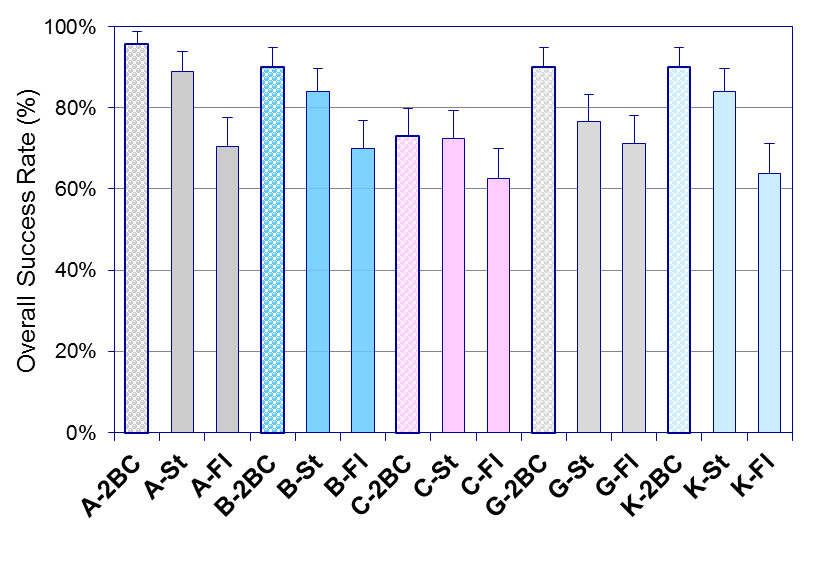 100%
80%
60%
40%
20%
0%
Overall Success Rate (%)
A-2BC
A-St
A-Fl
B-2BC
B-St
B-Fl
C-2BC
C-St
C-Fl
G-2BC
G-St
G-Fl
K-2BC
K-St
K-Fl